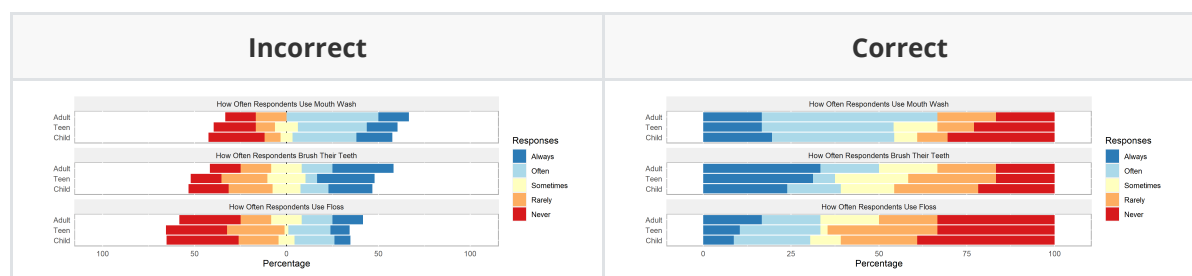 Incorrect
Correct
How Often Respondents Use Mouth Wash
Adult
Teen
Child
How Often Respondents Brush Their Teeth
Adult
Teen
Child
How Often Respondents Use Floss
Adult
Teen
Child
100 50 0 50 100
Percentage
Responses
Always
Often
Sometimes
Rarely
Never
How Often Respondents Use Mouth Wash
Adult
Teen
Child
How Often Respondents Brush Their Teeth
Adult
Teen
Child
How Often Respondents Use Floss
Adult
Teen
Child
0 25 50 75 100
Percentage
Responses
Always
Often
Sometimes
Rarely
Never